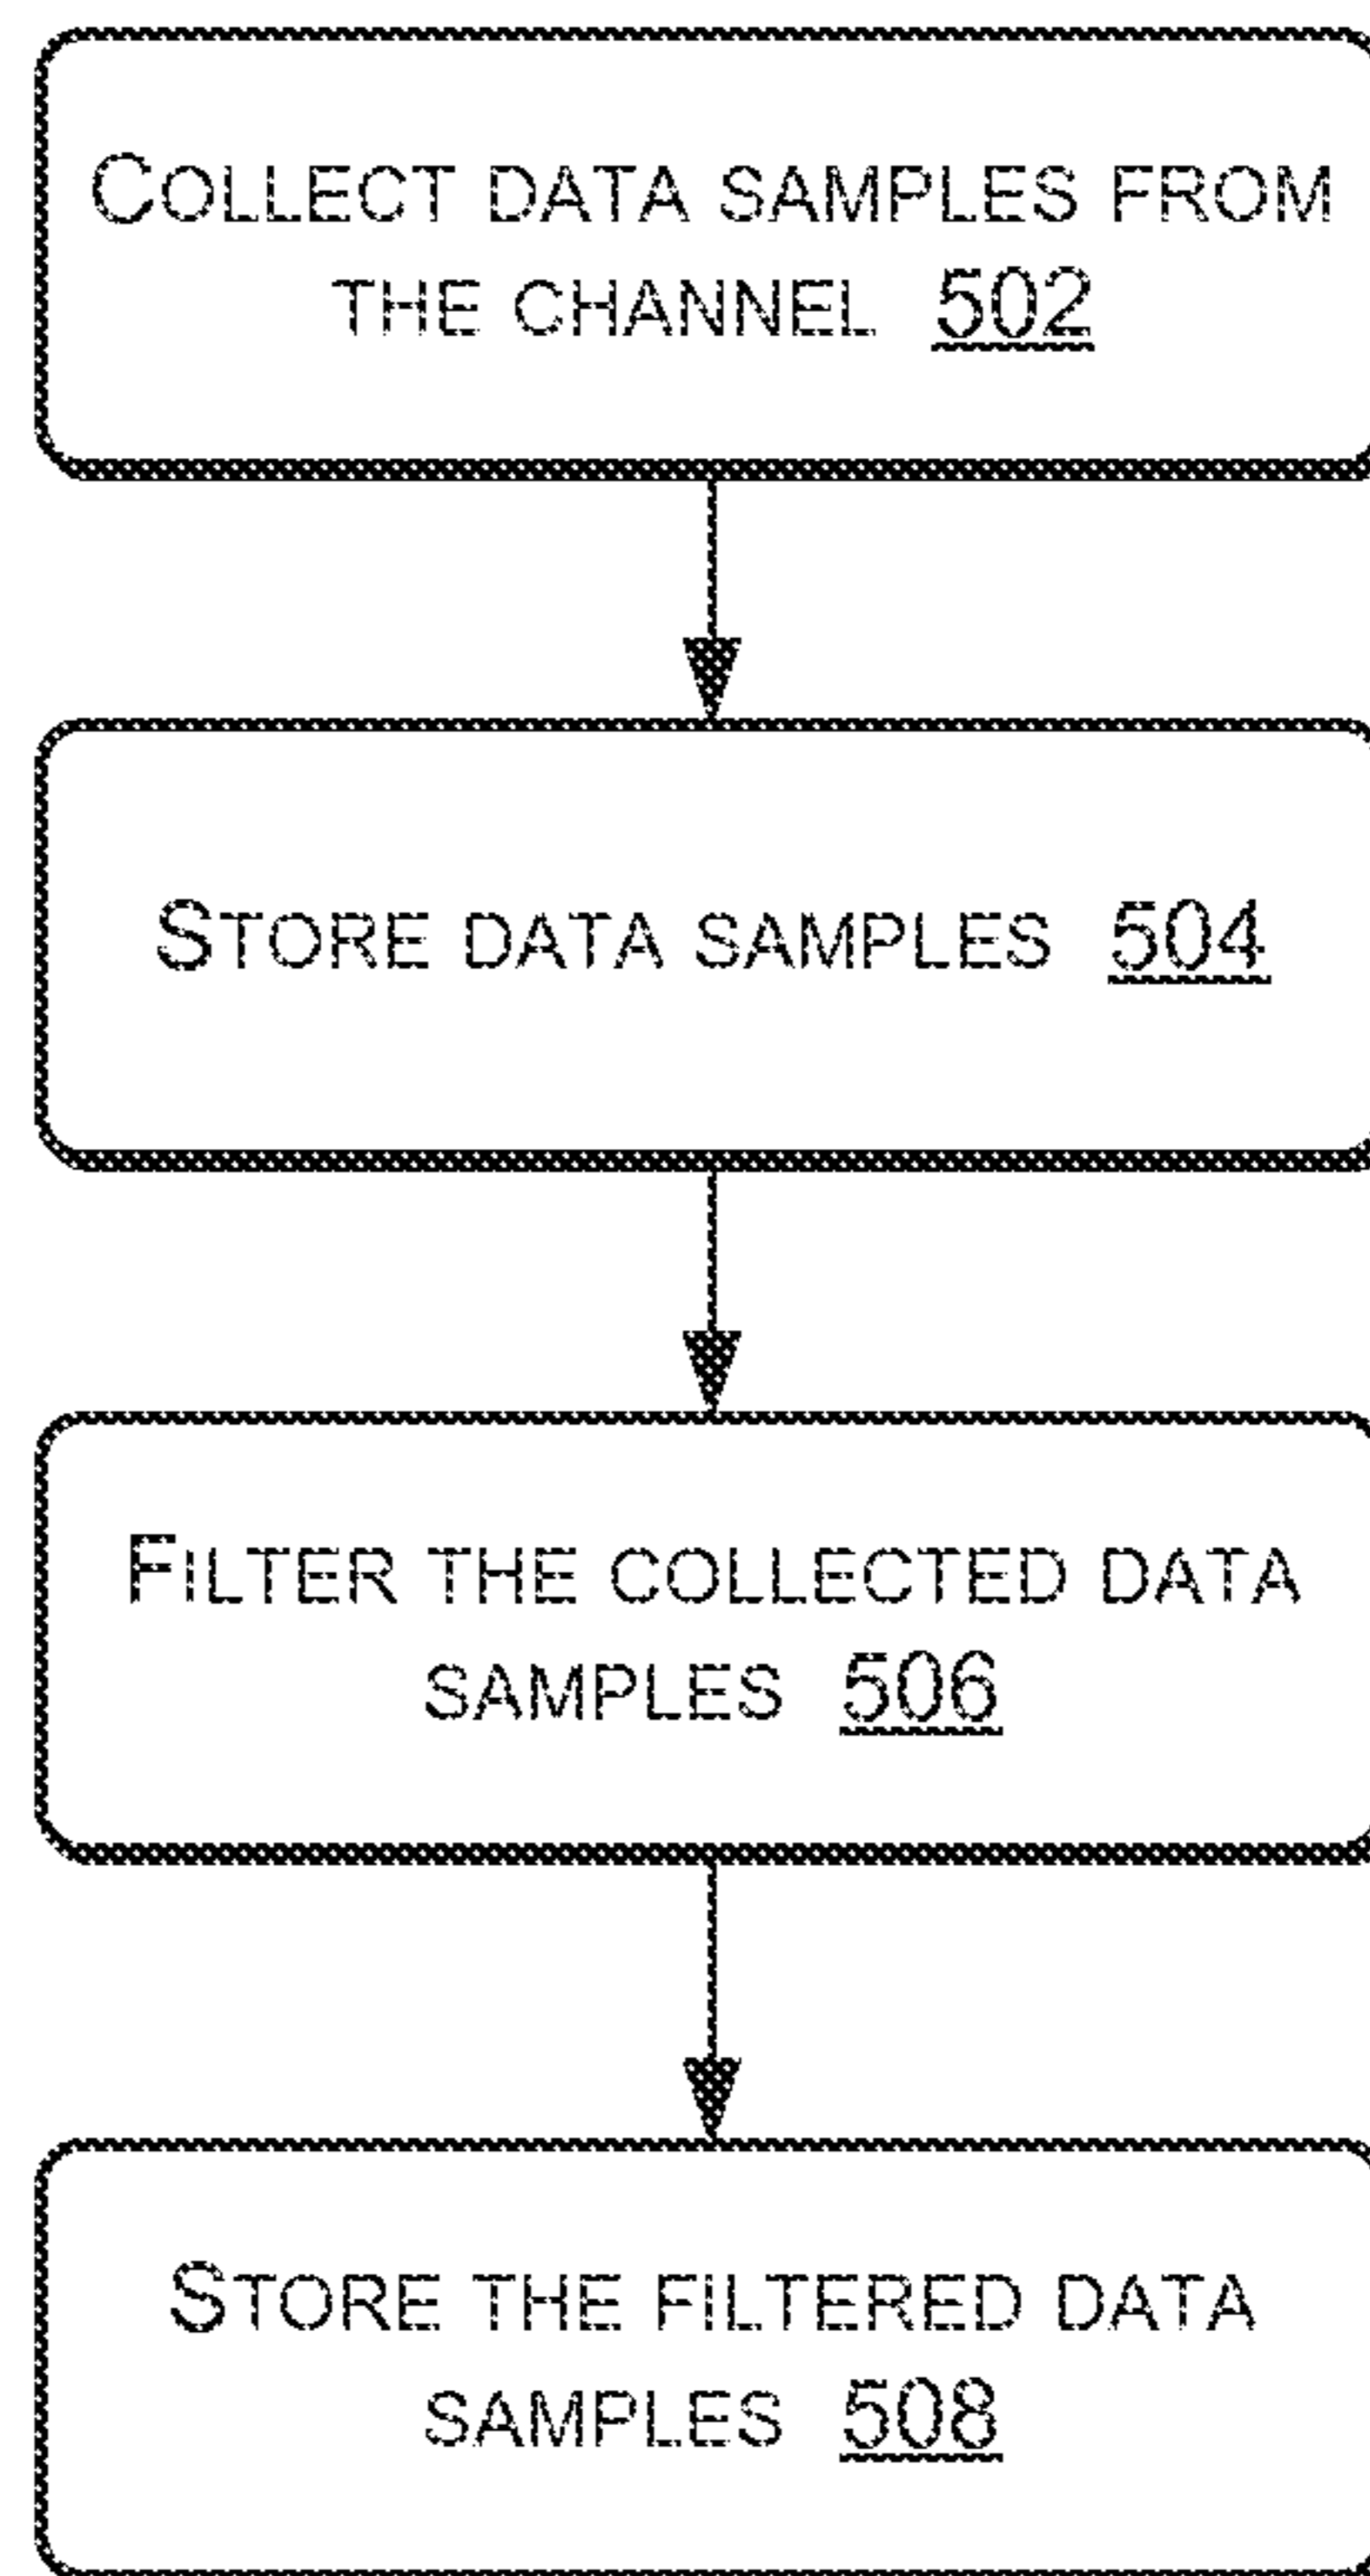 COLLECT DATA SAMPLES FROM
THE CHANNEL 502
STORE DATA SAMPLES 504
FILTER THE COLLECTED DATA
SAMPLES 506
STORE THE FILTERED DATA
SAMPLES 508